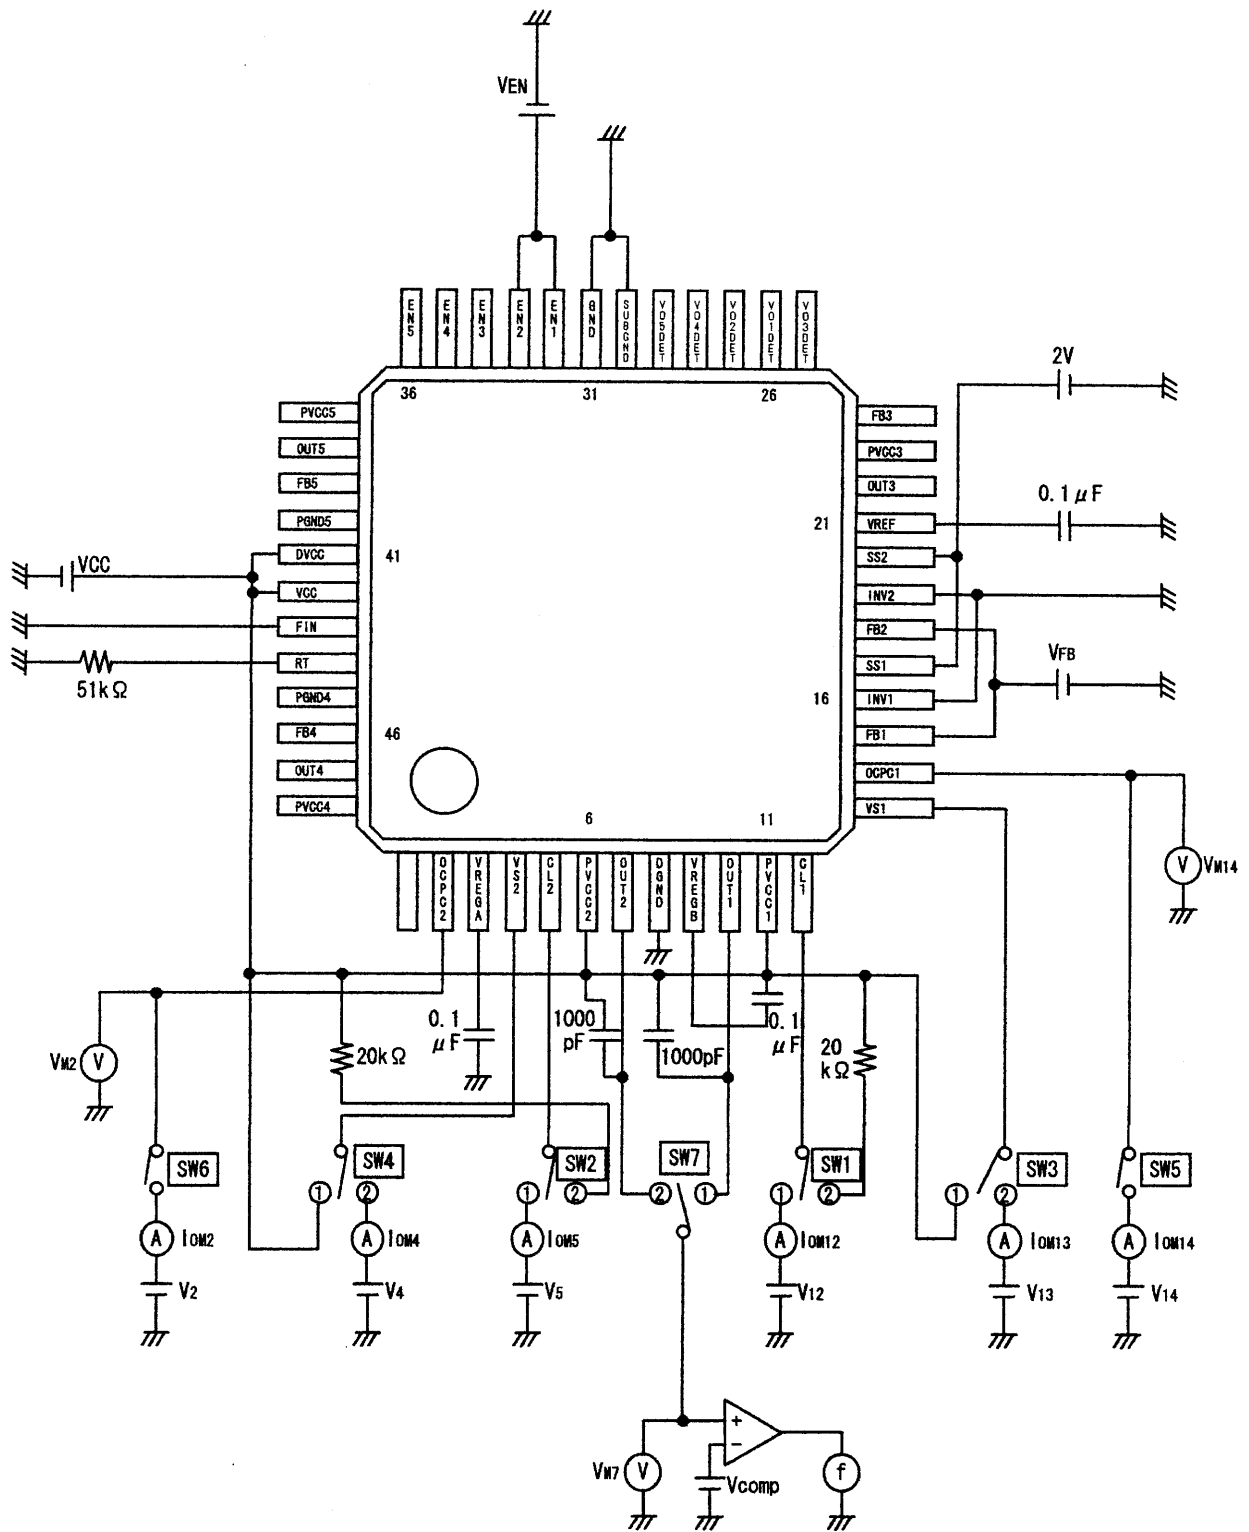 VEN
EN5
EN4
EN3
EN2
EN1
GND
SUBGND
VO5DET
VO4DET
VO2DET
VO1DET
VO3DET
36
31
26
2V
PVCC5
OUT5
FB5
PGND5
DVCC
VCC
FIN
RT
PGND4
FB4
OUT4
PVCC4
41
46
VCC
51kΩ
FB3
PVCC3
OUT3
VREF
SS2
INV2
FB2
SS1
INV1
FB1
OCPC1
VS1
21
16
0.1μF
VFB
VM14
V
6
11
OCPC2
VREGA
VS2
CL2
PVCC2
OUT2
DGND
VREGB
OUT1
PVCC1
CL1
VM2
V
20kΩ
0.1
μF
1000
pF
1000pF
0.1
μF
20
kΩ
SW6
SW4
SW2
SW7
SW1
SW3
SW5
1
2
1
2
2
1
1
2
1
2
A
IOM2
A
IOM4
A
IOM5
A
IOM12
A
IOM13
A
IOM14
V2
V4
V5
V12
V13
V14
+
−
VM7
V
Vcomp
f